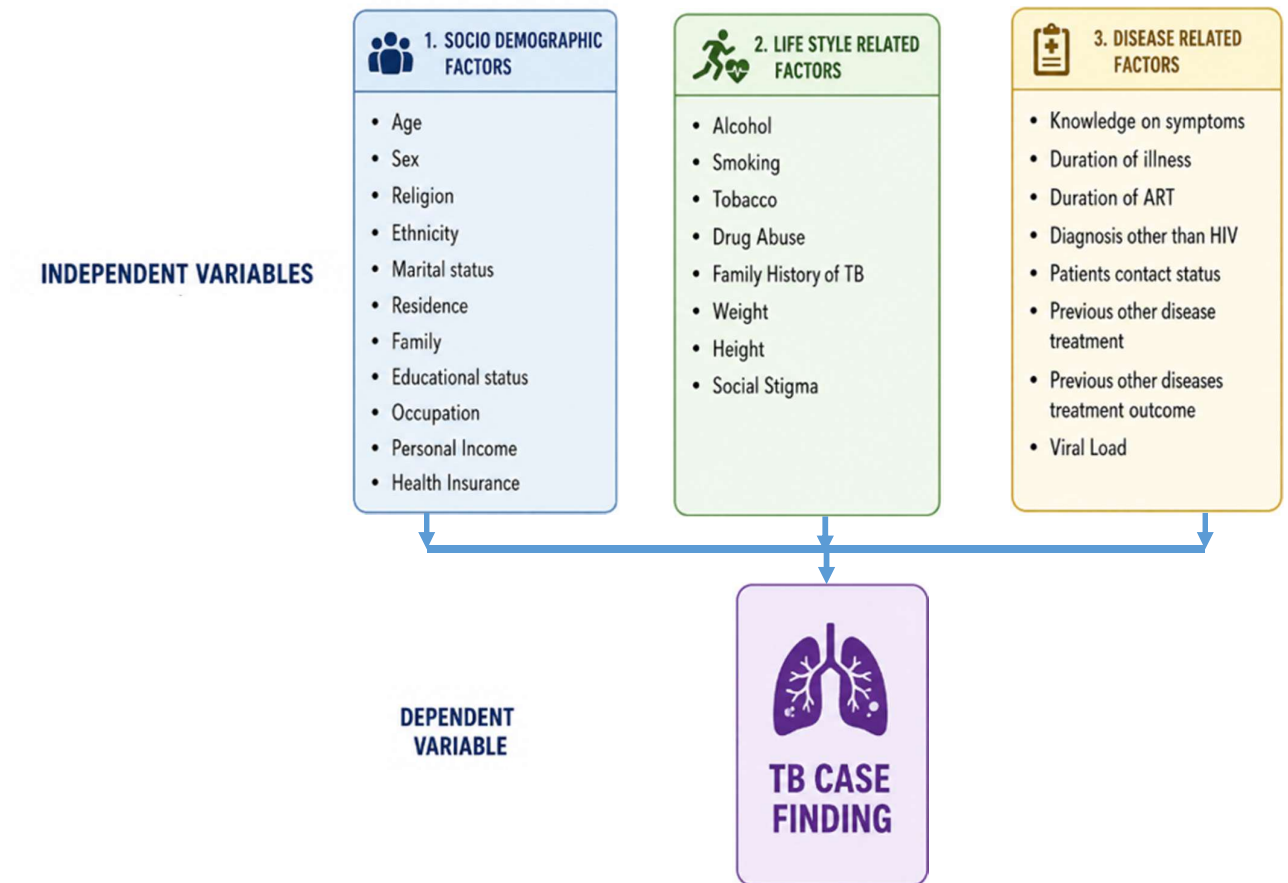 1. SOCIO DEMOGRAPHIC
FACTORS
• Age
• Sex
• Religion
• Ethnicity
• Marital status
• Residence
• Family
• Educational status
• Occupation
• Personal Income
• Health Insurance
2. LIFE STYLE RELATED
FACTORS
• Alcohol
• Smoking
• Tobacco
• Drug Abuse
• Family History of TB
• Weight
• Height
• Social Stigma
3. DISEASE RELATED
FACTORS
• Knowledge on symptoms
• Duration of illness
• Duration of ART
• Diagnosis other than HIV
• Patients contact status
• Previous other disease
treatment
• Previous other diseases
treatment outcome
• Viral Load
INDEPENDENT VARIABLES
DEPENDENT
VARIABLE
TB CASE
FINDING